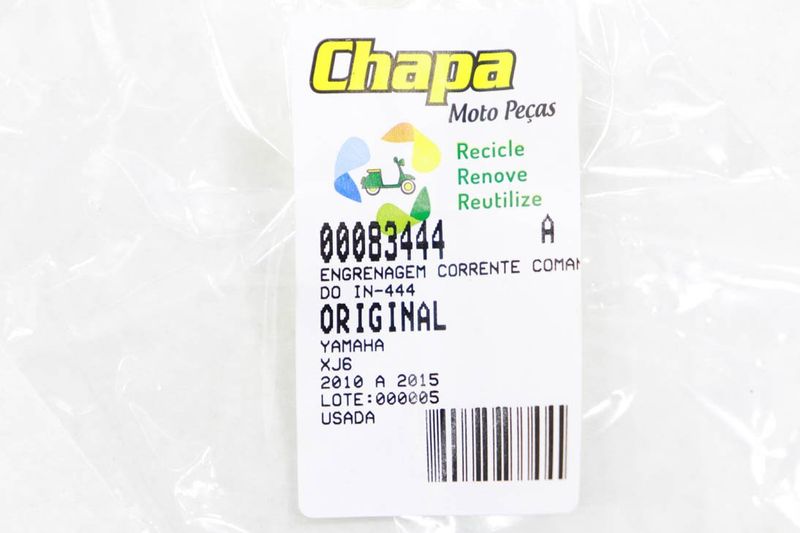 Chapa
Moto Peças
Recicle
Renove
Reutilize
00083444 A
ENGRENAGEM CORRENTE COMAN
DO IN-444
ORIGINAL
YAMAHA
XJ6
2010 A 2015
LOTE:000005
USADA